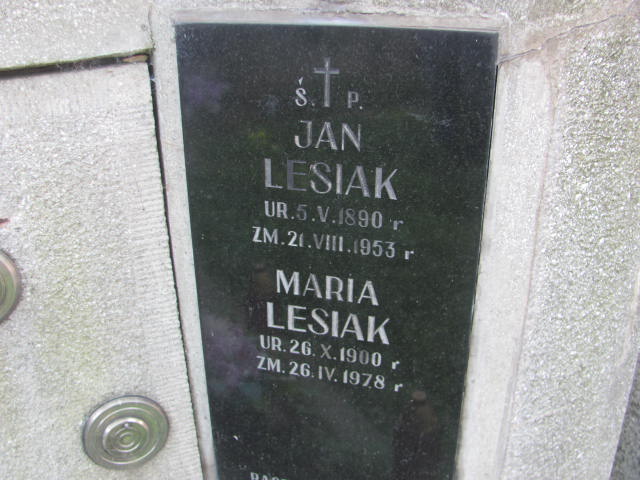 Ś. P.
JAN
LESIAK
UR. 5. V. 1890 r
ZM. 21. VIII. 1953 r
MARIA
LESIAK
UR. 26. X. 1900 r
ZM. 26. IV. 1978 r